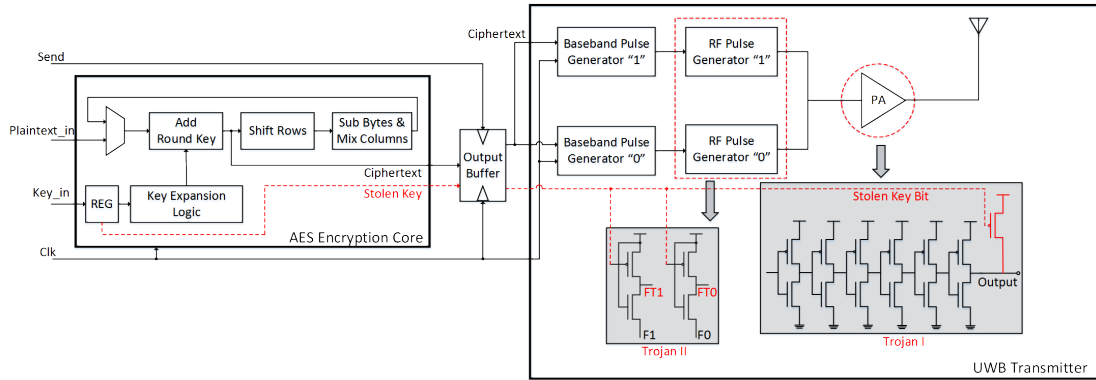 Ciphertext
Send
Baseband Pulse
Generator “1”
RF Pulse
Generator “1”
PA
Plaintext_in
Add
Round Key
Shift Rows
Sub Bytes &
Mix Columns
Output
Buffer
Baseband Pulse
Generator “0”
RF Pulse
Generator “0”
Ciphertext
Stolen Key
Key_in
REG
Key Expansion
Logic
AES Encryption Core
Clk
Stolen Key Bit
FT1
FT0
F1
F0
Trojan II
Output
Trojan I
UWB Transmitter